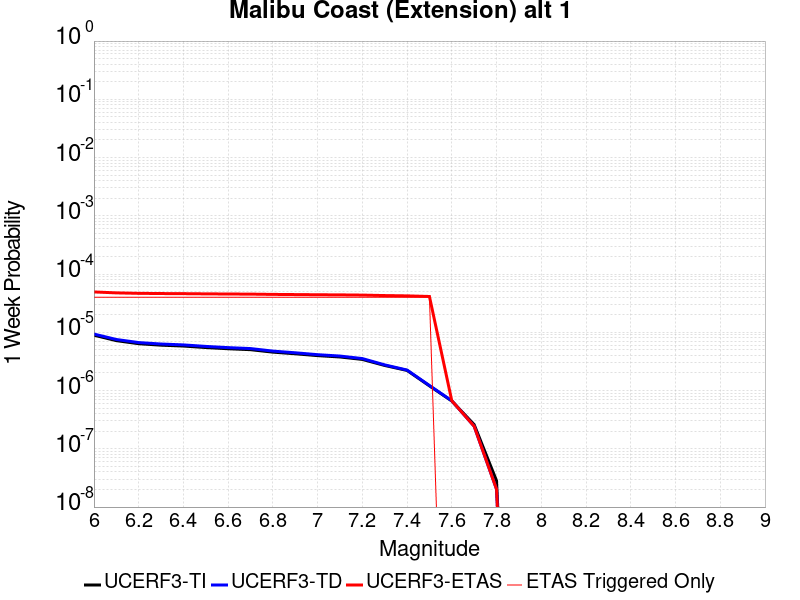 Malibu Coast (Extension) alt 1
10^0
10^-1
10^-2
10^-3
10^-4
10^-5
10^-6
10^-7
10^-8
1 Week Probability
6 6.2 6.4 6.6 6.8 7 7.2 7.4 7.6 7.8 8 8.2 8.4 8.6 8.8 9
Magnitude
UCERF3-TI UCERF3-TD UCERF3-ETAS ETAS Triggered Only